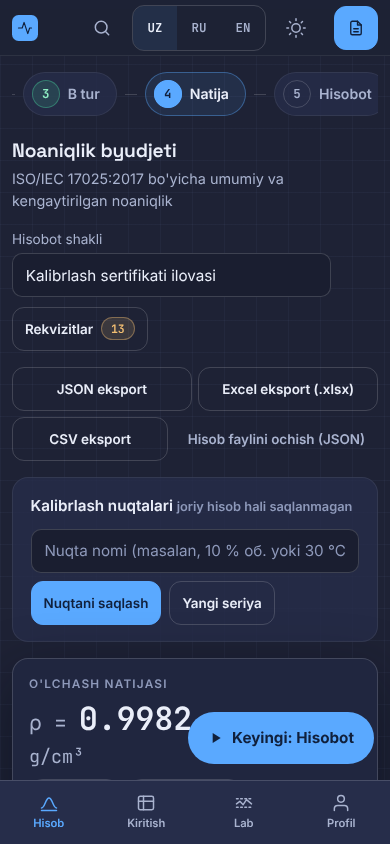 UZ RU EN
3 B tur 4 Natija 5 Hisobot
Noaniqlik byudjeti
ISO/IEC 17025:2017 bo'yicha umumiy va
kengaytirilgan noaniqlik
Hisobot shakli
Kalibrlash sertifikati ilovasi
Rekvizitlar 13
JSON eksport Excel eksport (.xlsx)
CSV eksport Hisob faylini ochish (JSON)
Kalibrlash nuqtalari joriy hisob hali saqlanmagan
Nuqta nomi (masalan, 10 % об. yoki 30 °C
Nuqtani saqlash Yangi seriya
O'LCHASH NATIJASI
ρ = 0.9982
g/cm³
Keyingi: Hisobot
Hisob Kiritish Lab Profil